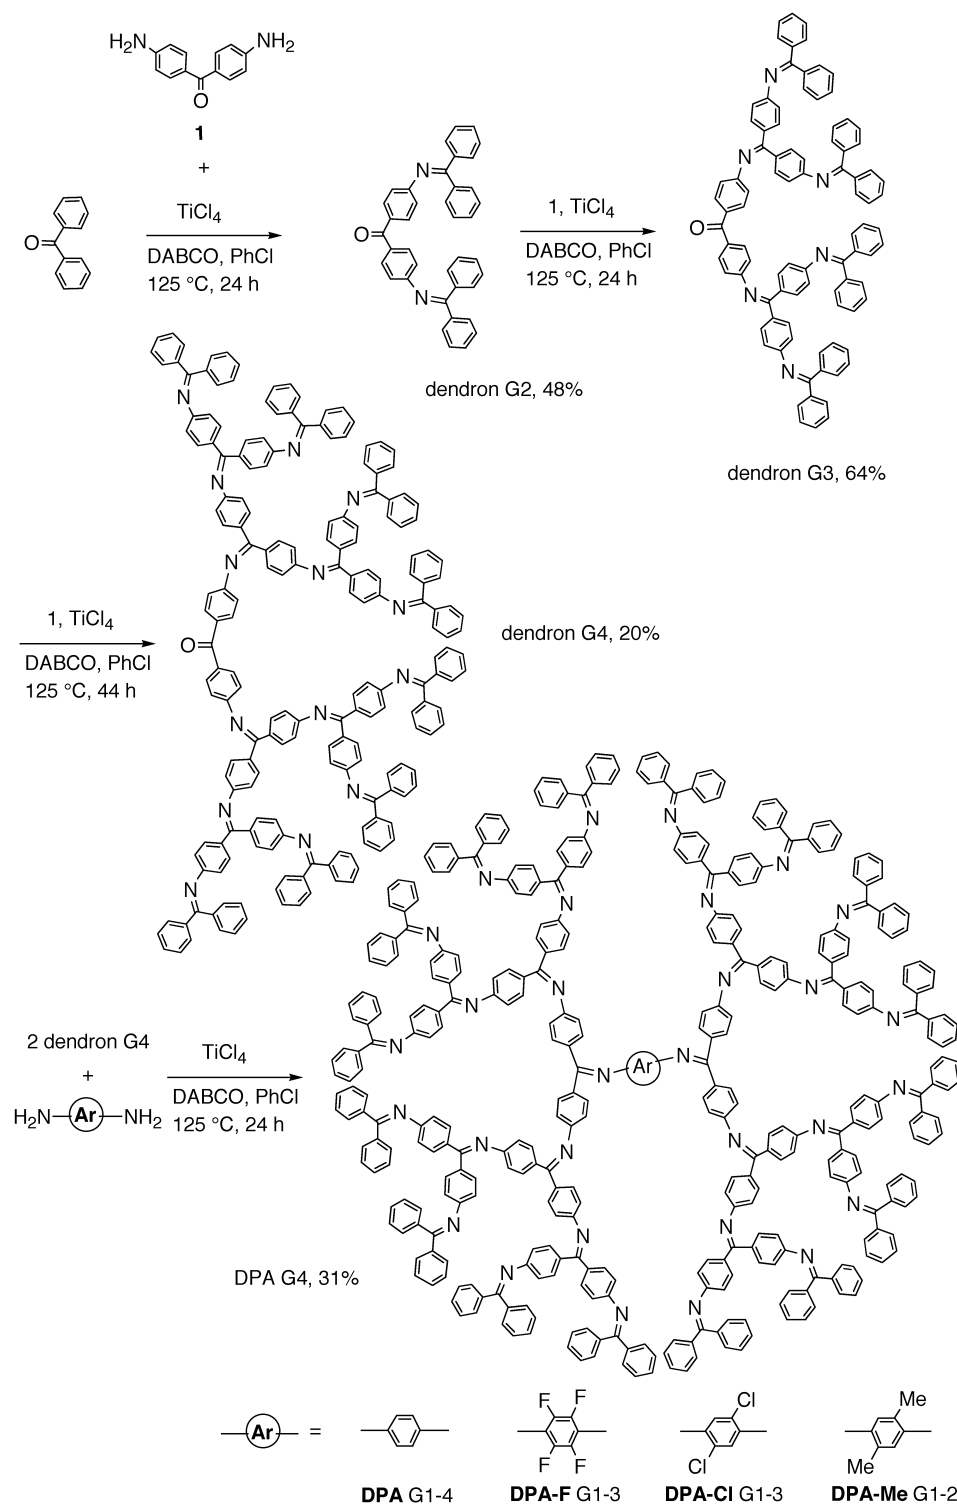 H₂N NH₂
O
1
+
O
TiCl₄
DABCO, PhCl
125 °C, 24 h
N
O
N
dendron G2, 48%
1, TiCl₄
DABCO, PhCl
125 °C, 24 h
N
N
N
O
N
N
N
dendron G3, 64%
1, TiCl₄
DABCO, PhCl
125 °C, 44 h
N
N
N
N
N
N
N
O
N
N
N
N
N
N
N
dendron G4, 20%
2 dendron G4
+
H₂N Ar NH₂
TiCl₄
DABCO, PhCl
125 °C, 24 h
N N
N N
N N
N N
N N N
N N N
N N
N Ar N
N N
N N N
N N
N N
N N
N N
N N
DPA G4, 31%
Ar =
F F
F F
Cl
Cl
Me
Me
DPA G1-4 DPA-F G1-3 DPA-Cl G1-3 DPA-Me G1-2